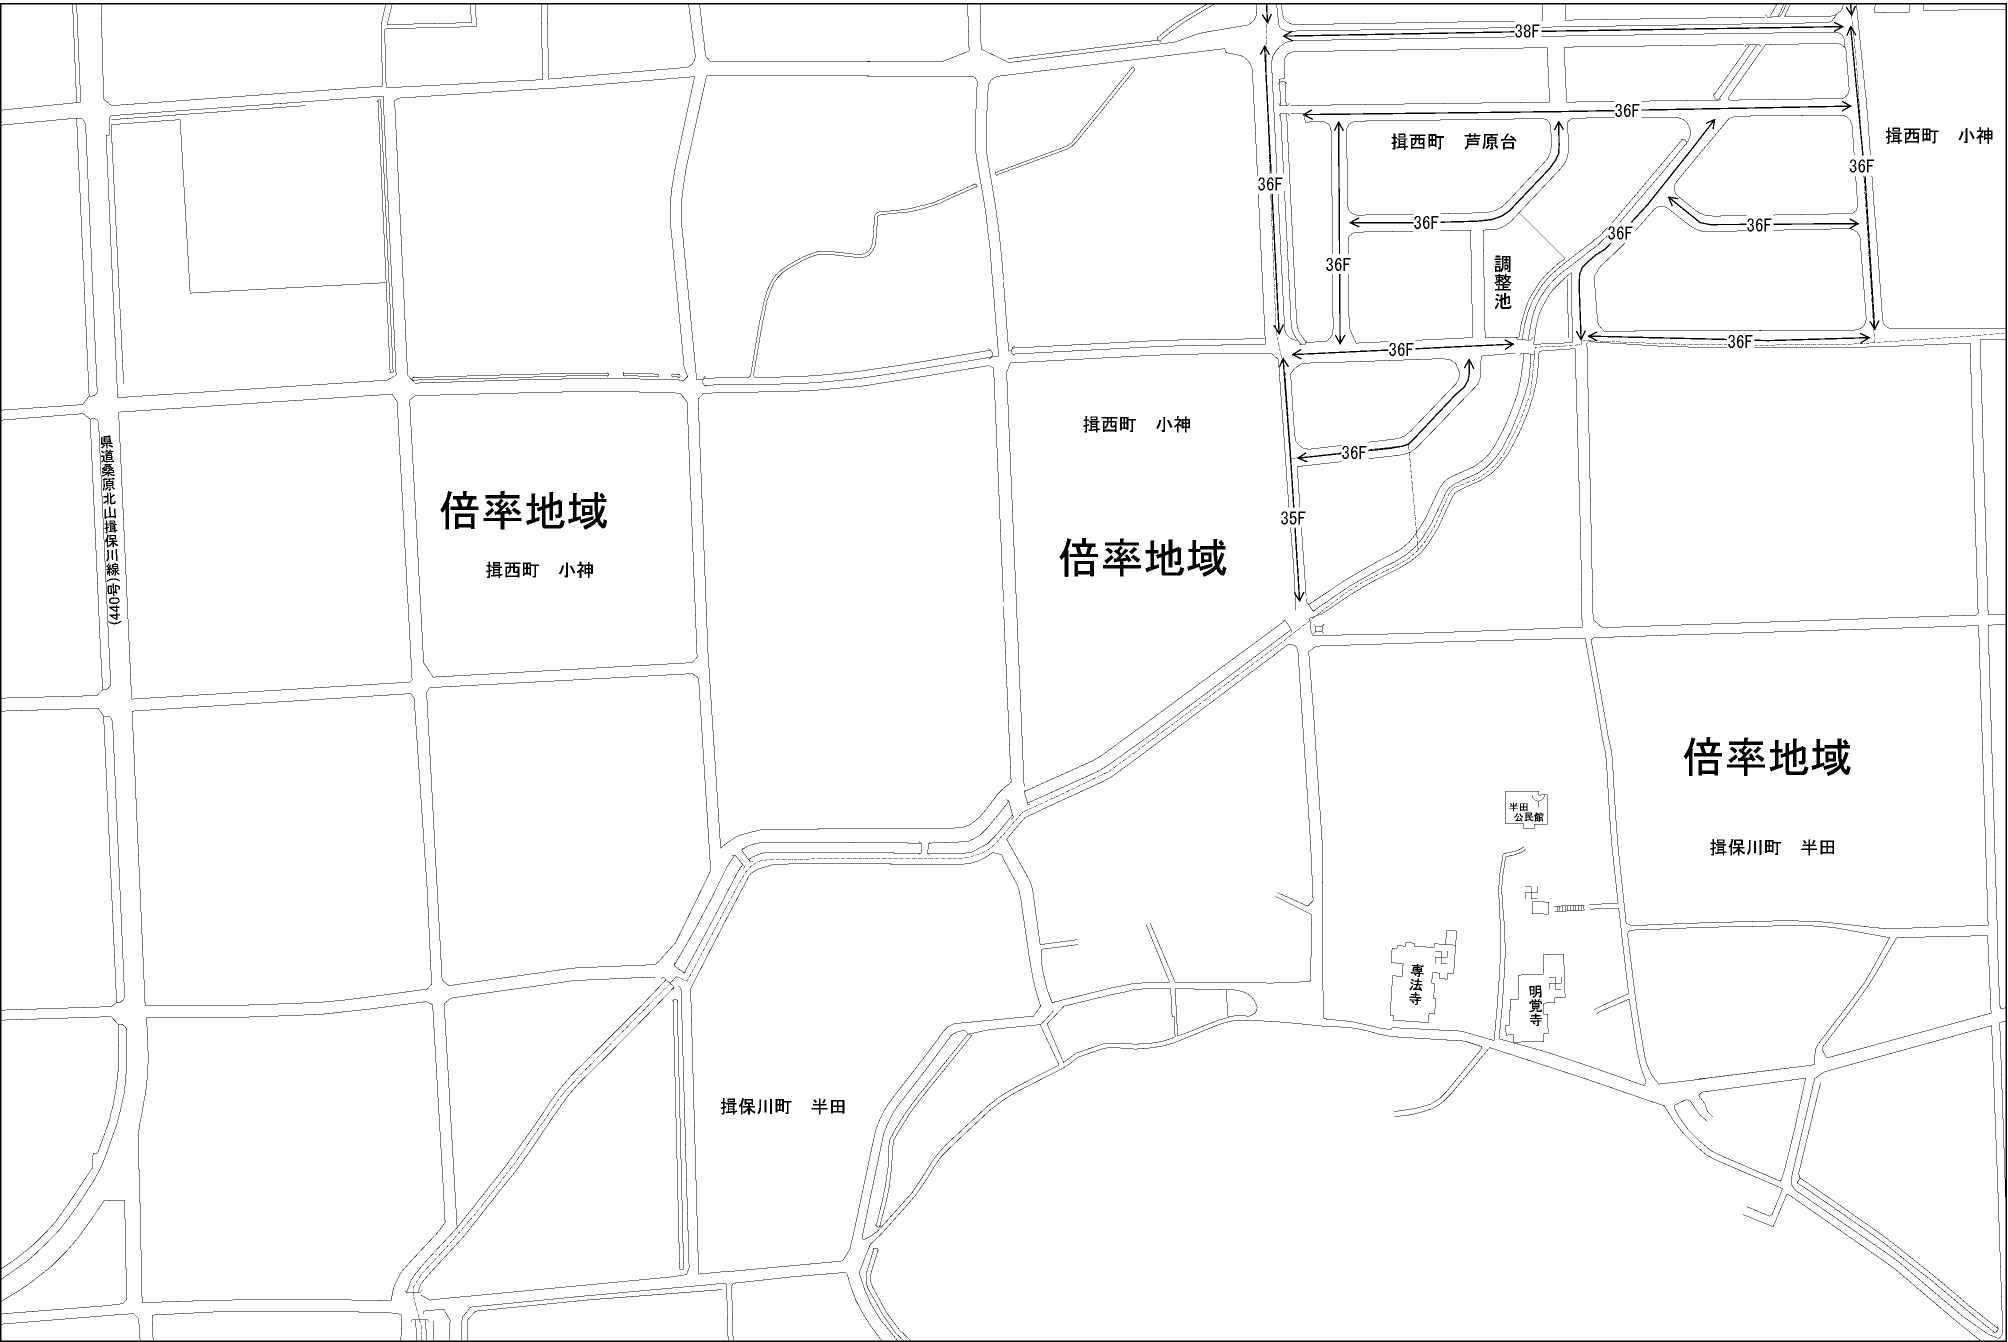 38F
36F
揖西町　芦原台
揖西町　小神
36F
36F
36F
36F
36F
36F
調整池
36F
36F
36F
揖西町　小神
県道桑原北山揖保川線(440号)
36F
倍率地域
35F
倍率地域
揖西町　小神
倍率地域
半田
公民館
揖保川町　半田
専法寺
明覚寺
揖保川町　半田